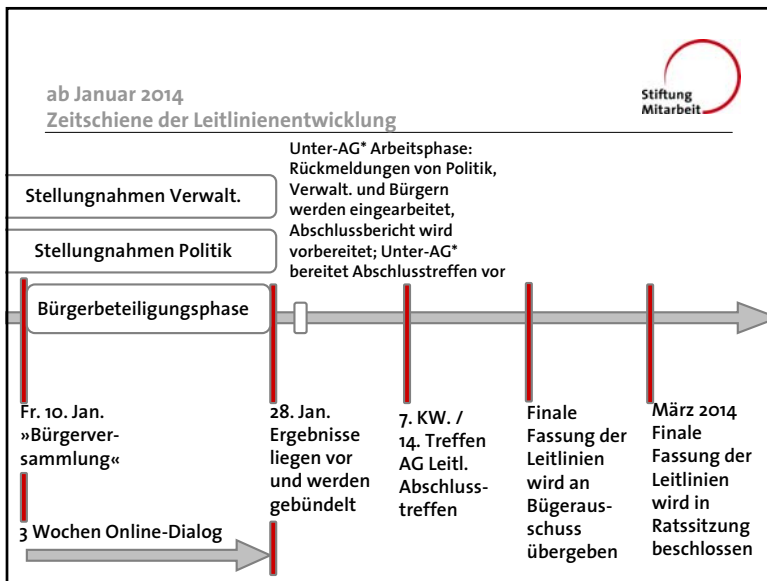 ab Januar 2014
Zeitschiene der Leitlinienentwicklung
Stiftung
Mitarbeit
Unter-AG* Arbeitsphase:
Rückmeldungen von Politik,
Verwalt. und Bürgern
werden eingearbeitet,
Abschlussbericht wird
vorbereitet; Unter-AG*
bereitet Abschlusstreffen vor
Stellungnahmen Verwalt.
Stellungnahmen Politik
Bürgerbeteiligungsphase
Fr. 10. Jan.
»Bürgerver-
sammlung«
28. Jan.
Ergebnisse
liegen vor
und werden
gebündelt
7. KW. /
14. Treffen
AG Leitl.
Abschluss-
treffen
Finale
Fassung der
Leitlinien
wird an
Bügeraus-
schuss
übergeben
März 2014
Finale
Fassung der
Leitlinien
wird in
Ratssitzung
beschlossen
3 Wochen Online-Dialog